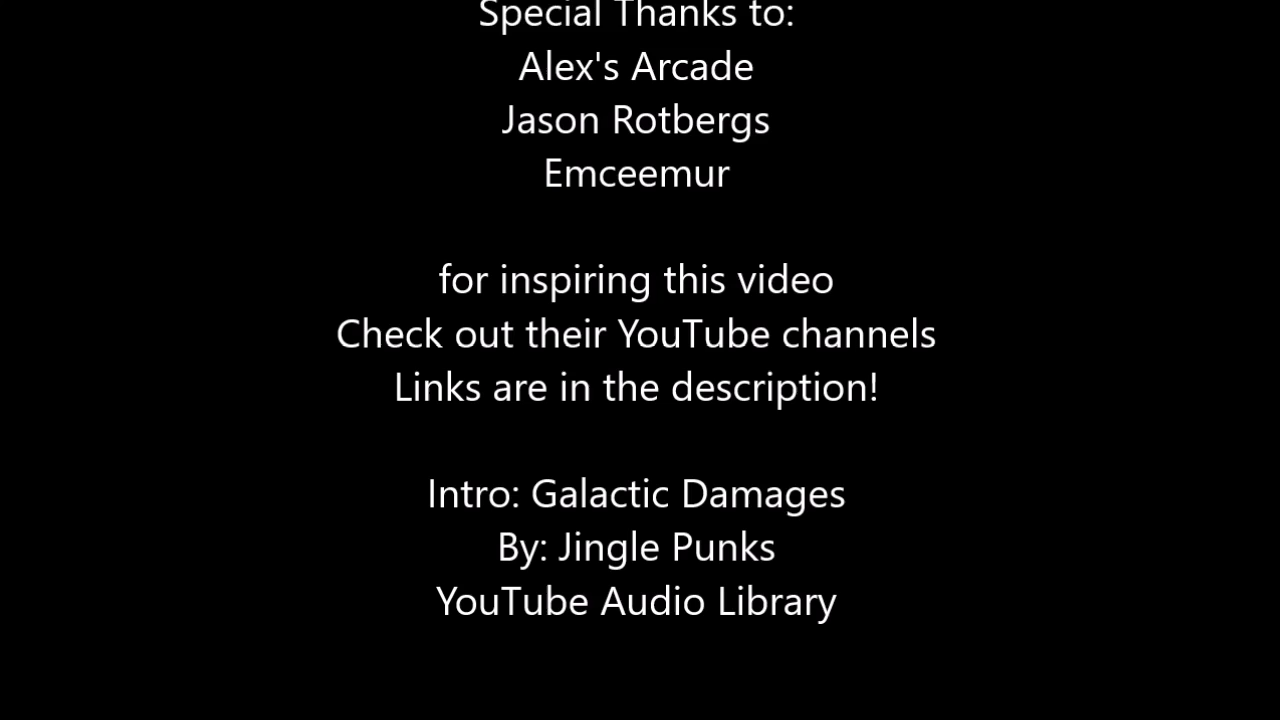 Special Thanks to:
Alex's Arcade
Jason Rotbergs
Emceemur
for inspiring this video
Check out their YouTube channels
Links are in the description!
Intro: Galactic Damages
By: Jingle Punks
YouTube Audio Library